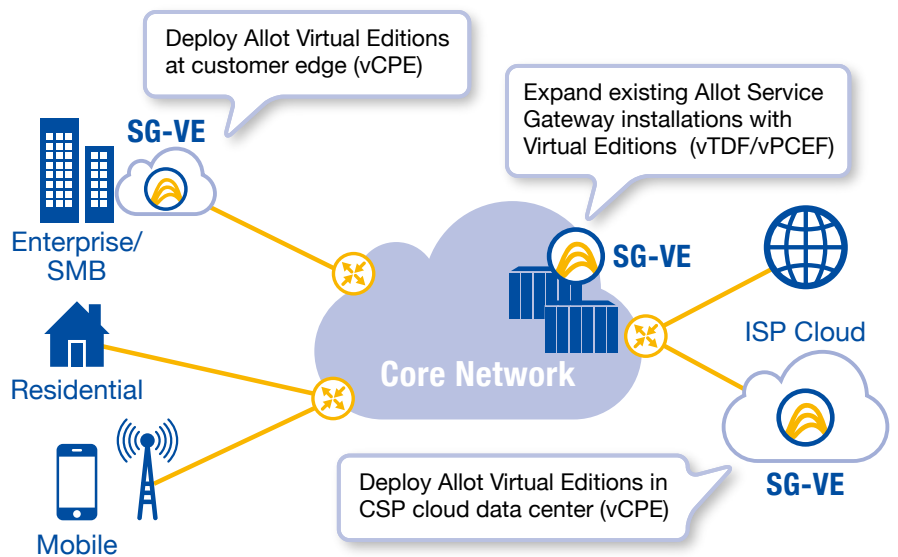 Deploy Allot Virtual Editions
at customer edge (vCPE)
Expand existing Allot Service
Gateway installations with
Virtual Editions (vTDF/vPCEF)
SG-VE
Enterprise/
SMB
SG-VE
ISP Cloud
Residential
Core Network
Deploy Allot Virtual Editions in
CSP cloud data center (vCPE)
SG-VE
Mobile